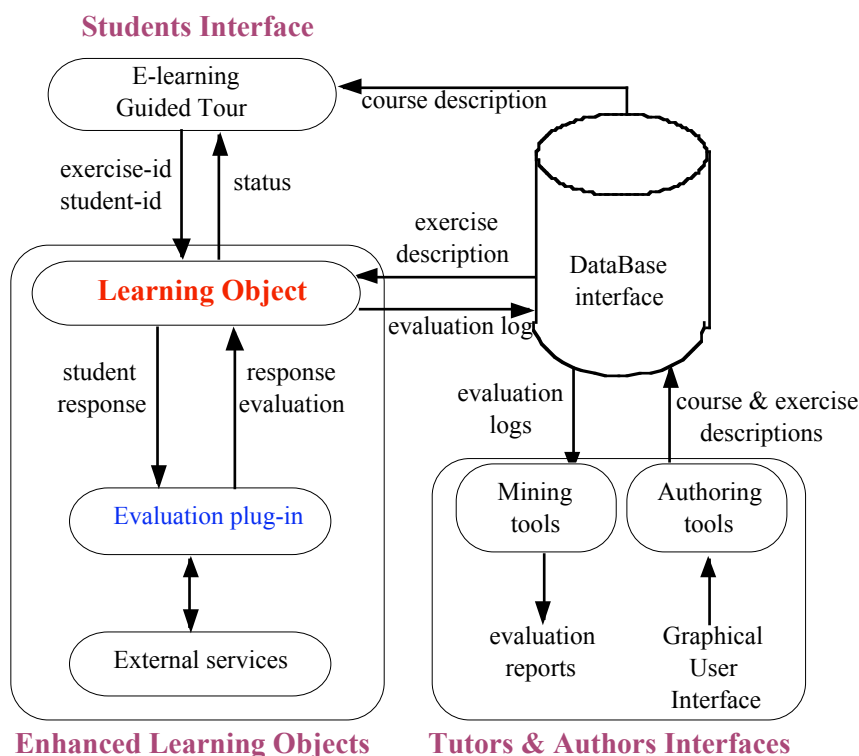 Students Interface
E-learning
Guided Tour
course description
exercise-id
student-id
status
exercise
description
DataBase
interface
Learning Object
evaluation log
student
response
response
evaluation
evaluation
logs
course & exercise
descriptions
Evaluation plug-in
Mining
tools
Authoring
tools
External services
evaluation
reports
Graphical
User
Interface
Enhanced Learning Objects
Tutors & Authors Interfaces